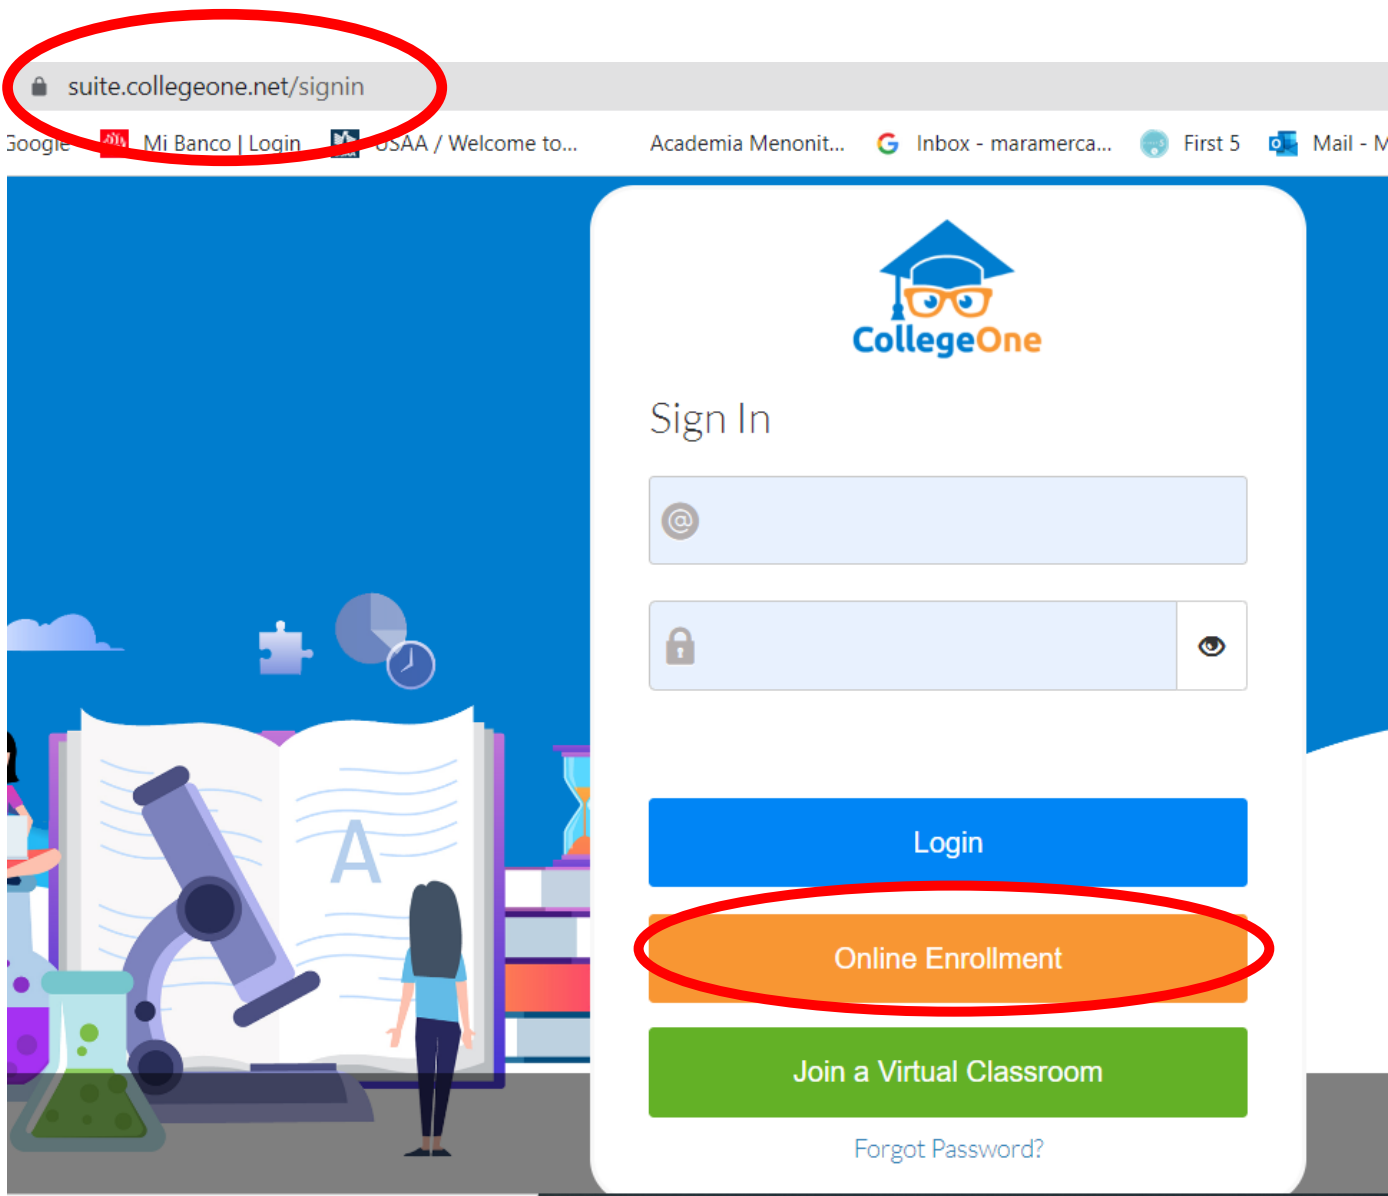 suite.collegeone.net/signin
Google Mi Banco | Login USAA / Welcome to... Academia Menonit... Inbox - maramerca... First 5 Mail - M
CollegeOne
Sign In
@
A
Login
Online Enrollment
Join a Virtual Classroom
Forgot Password?